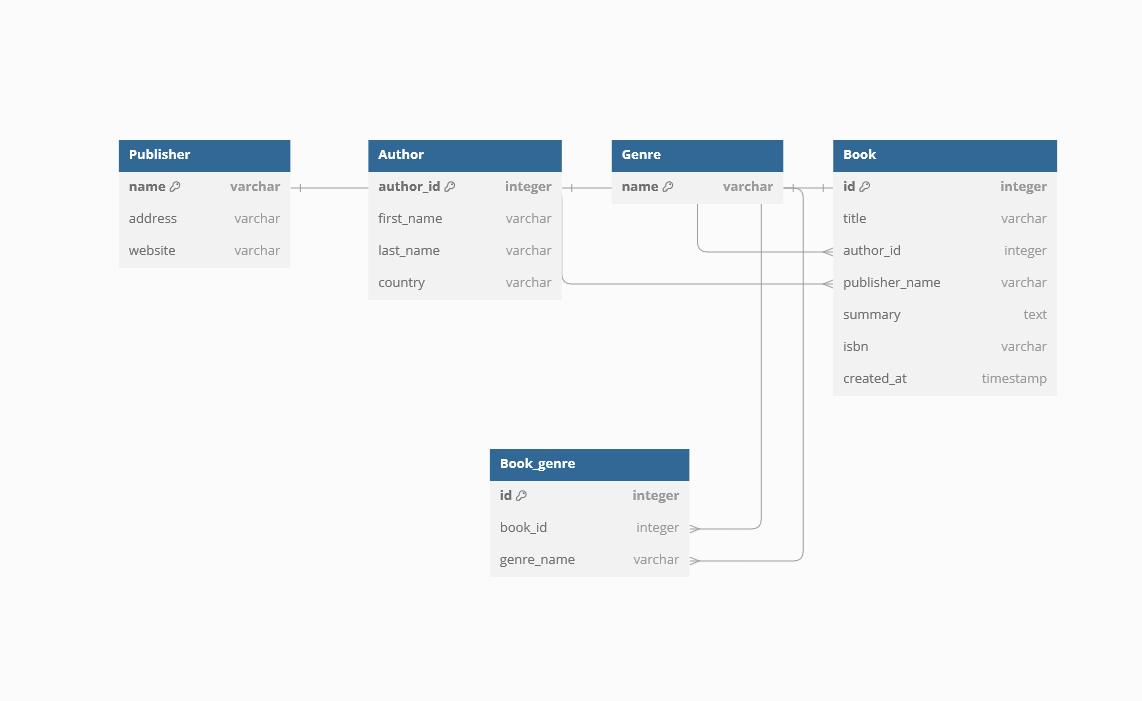 Publisher
name varchar
address varchar
website varchar
Author
author_id integer
first_name varchar
last_name varchar
country varchar
Genre
name varchar
Book
id integer
title varchar
author_id integer
publisher_name varchar
summary text
isbn varchar
created_at timestamp
Book_genre
id integer
book_id integer
genre_name varchar